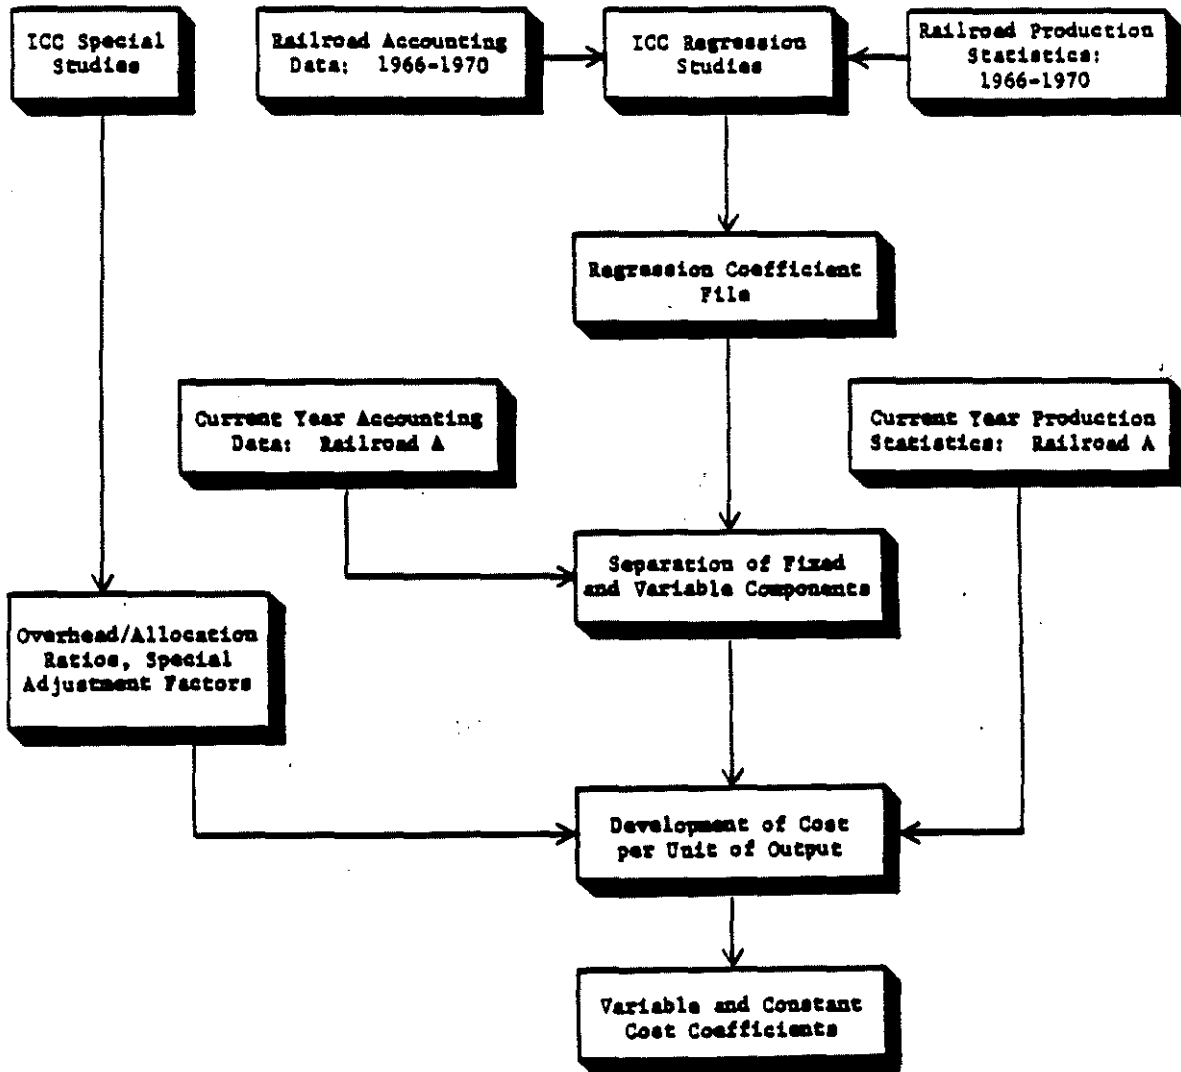 ICC Special
Studies
Railroad Accounting
Data: 1966-1970
ICC Regression
Studies
Railroad Production
Statistics:
1966-1970
Regression Coefficient
File
Current Year Accounting
Data: Railroad A
Current Year Production
Statistics: Railroad A
Separation of Fixed
and Variable Components
Overhead/Allocation
Ratios, Special
Adjustment Factors
Development of Cost
per Unit of Output
Variable and Constant
Cost Coefficients